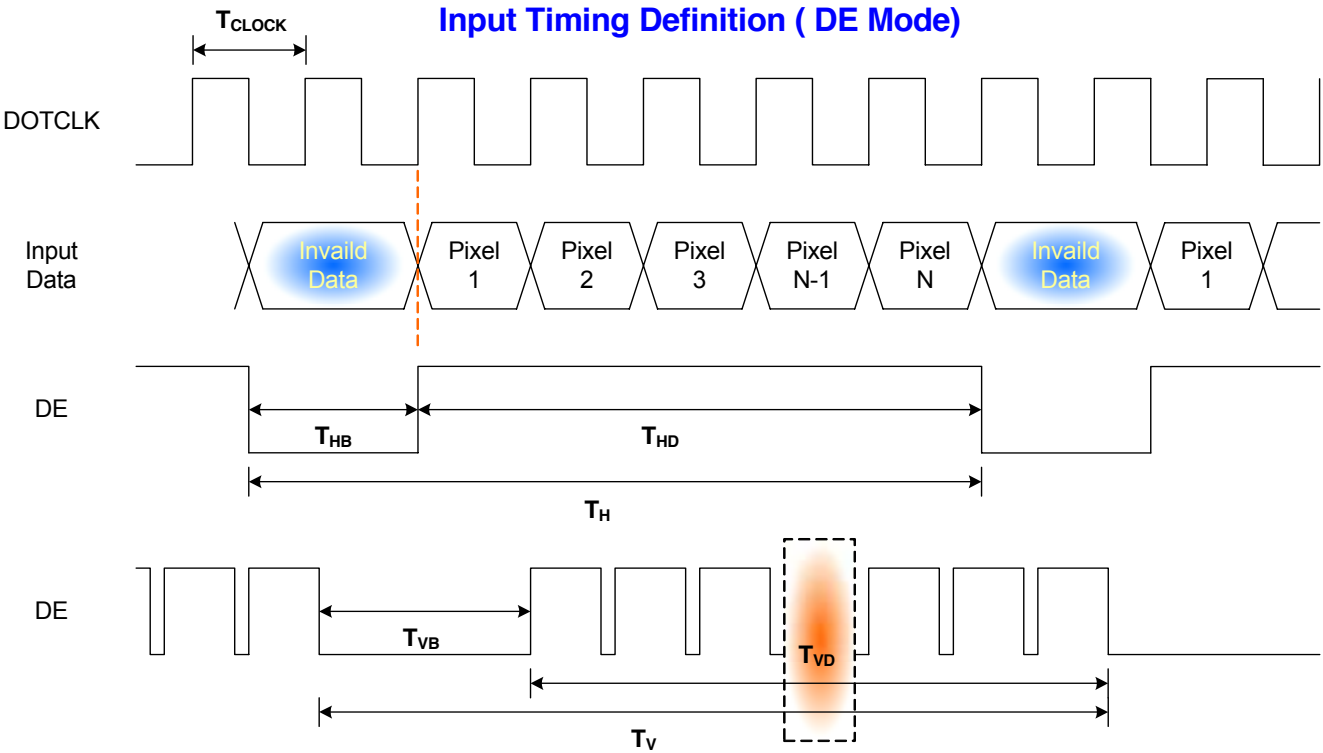 Input Timing Definition ( DE Mode)
TCLOCK
DOTCLK
Input
Data
Invaild
Data
Pixel
1
Pixel
2
Pixel
3
Pixel
N-1
Pixel
N
Invaild
Data
Pixel
1
DE
THB
THD
TH
DE
TVB
TVD
TV